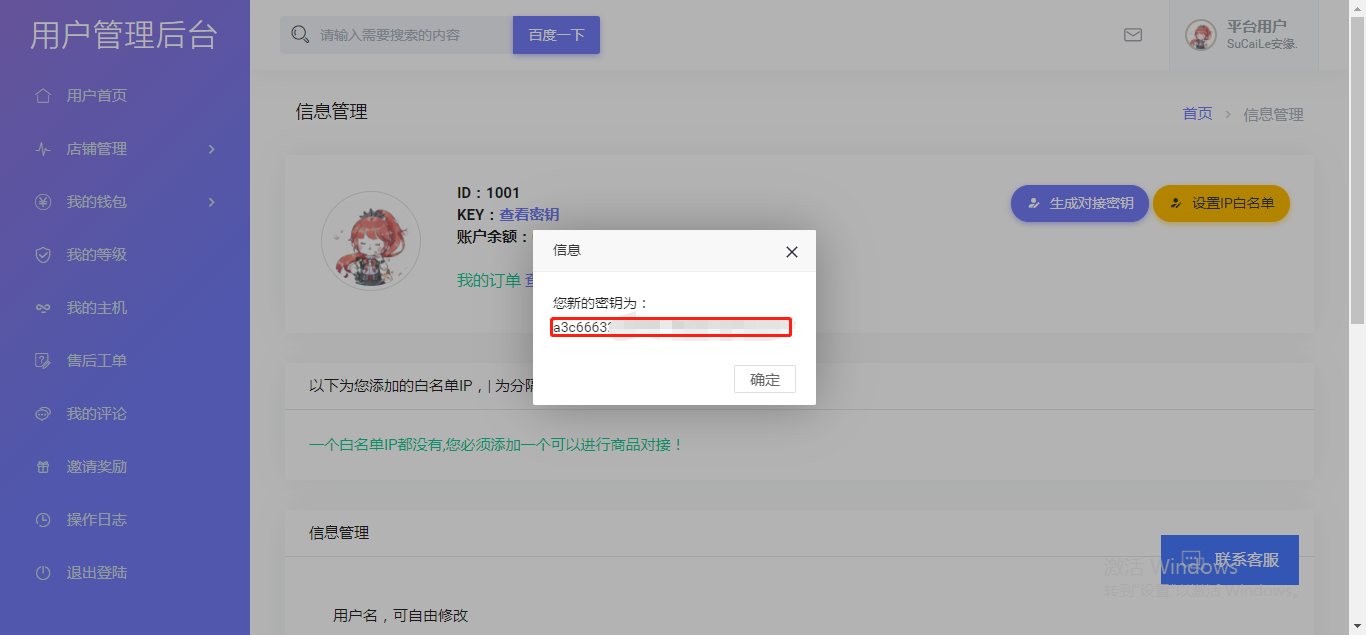 用户管理后台
用户首页
店铺管理
我的钱包
我的等级
我的主机
售后工单
我的评论
邀请奖励
操作日志
退出登陆
请输入需要搜索的内容
百度一下
平台用户
SuCaiLe安缘.
信息管理
首页 > 信息管理
ID：1001
KEY：查看密钥
账户余额：
我的订单
生成对接密钥
设置IP白名单
信息
您新的密钥为：
a3c6663
确定
以下为您添加的白名单IP，| 为分隔
一个白名单IP都没有,您必须添加一个可以进行商品对接！
信息管理
联系客服
激活 Windows
转到"设置"以激活 Windows。
用户名，可自由修改